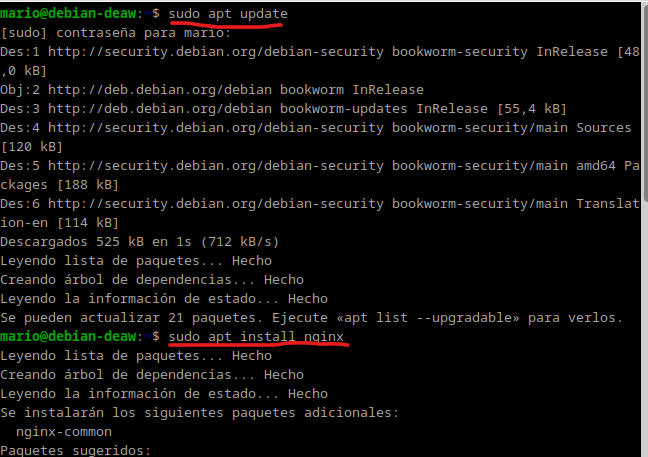 mario@debian-deaw:~$ sudo apt update
[sudo] contraseña para mario:
Des:1 http://security.debian.org/debian-security bookworm-security InRelease [48
,0 kB]
Obj:2 http://deb.debian.org/debian bookworm InRelease
Des:3 http://deb.debian.org/debian bookworm-updates InRelease [55,4 kB]
Des:4 http://security.debian.org/debian-security bookworm-security/main Sources
[120 kB]
Des:5 http://security.debian.org/debian-security bookworm-security/main amd64 Pa
ckages [188 kB]
Des:6 http://security.debian.org/debian-security bookworm-security/main Translat
ion-en [114 kB]
Descargados 525 kB en 1s (712 kB/s)
Leyendo lista de paquetes... Hecho
Creando árbol de dependencias... Hecho
Leyendo la información de estado... Hecho
Se pueden actualizar 21 paquetes. Ejecute «apt list --upgradable» para verlos.
mario@debian-deaw:~$ sudo apt install nginx
Leyendo lista de paquetes... Hecho
Creando árbol de dependencias... Hecho
Leyendo la información de estado... Hecho
Se instalarán los siguientes paquetes adicionales:
  nginx-common
Paquetes sugeridos: